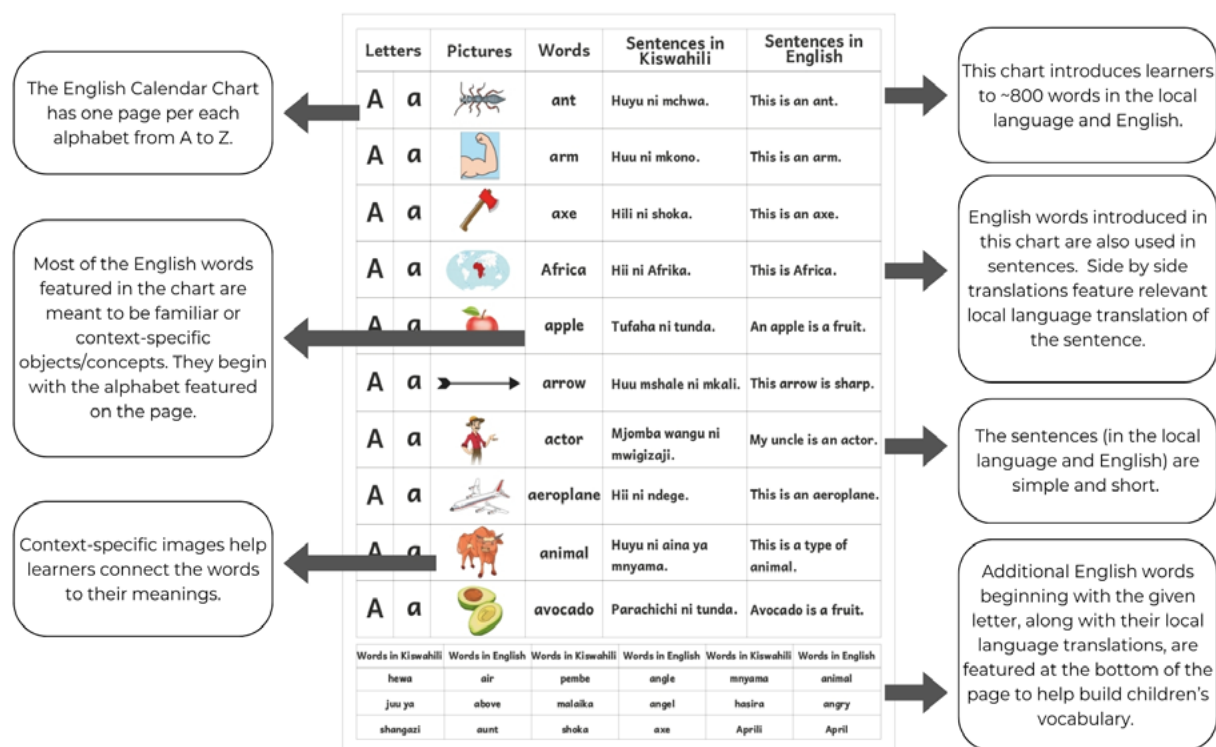 The English Calendar Chart
has one page per each
alphabet from A to Z.
Most of the English words
featured in the chart are
meant to be familiar or
context-specific
objects/concepts. They begin
with the alphabet featured
on the page.
Context-specific images help
learners connect the words
to their meanings.
Letters Pictures Words Sentences in Kiswahili Sentences in English
A a ant Huyu ni mchwa. This is an ant.
A a arm Huu ni mkono. This is an arm.
A a axe Hili ni shoka. This is an axe.
A a Africa Hii ni Afrika. This is Africa.
A a apple Tufaha ni tunda. An apple is a fruit.
A a arrow Huu mshale ni mkali. This arrow is sharp.
A a actor Mjomba wangu ni mwigizaji. My uncle is an actor.
A a aeroplane Hii ni ndege. This is an aeroplane.
A a animal Huyu ni aina ya mnyama. This is a type of animal.
A a avocado Parachichi ni tunda. Avocado is a fruit.
Words in Kiswahili Words in English Words in Kiswahili Words in English Words in Kiswahili Words in English
hewa air pembe angle mnyama animal
juu ya above malaika angel hasira angry
shangazi aunt shoka axe Aprili April
This chart introduces learners
to ~800 words in the local
language and English.
English words introduced in
this chart are also used in
sentences. Side by side
translations feature relevant
local language translation of
the sentence.
The sentences (in the local
language and English) are
simple and short.
Additional English words
beginning with the given
letter, along with their local
language translations, are
featured at the bottom of the
page to help build children's
vocabulary.